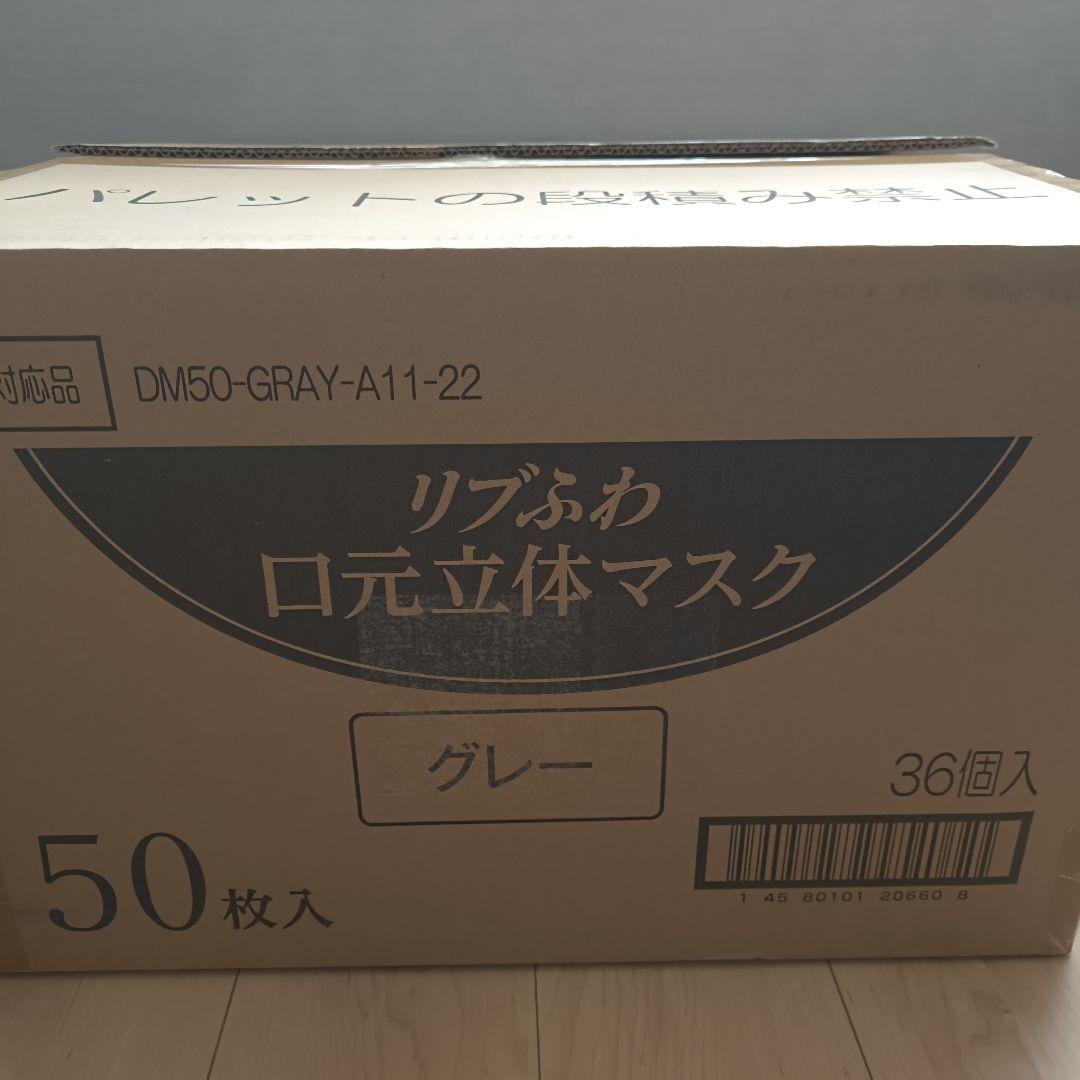 パレットの段積み禁止
対応品
DM50-GRAY-A11-22
リブふわ
口元立体マスク
グレー
36個入
50枚入
1 45 80101 20660 8